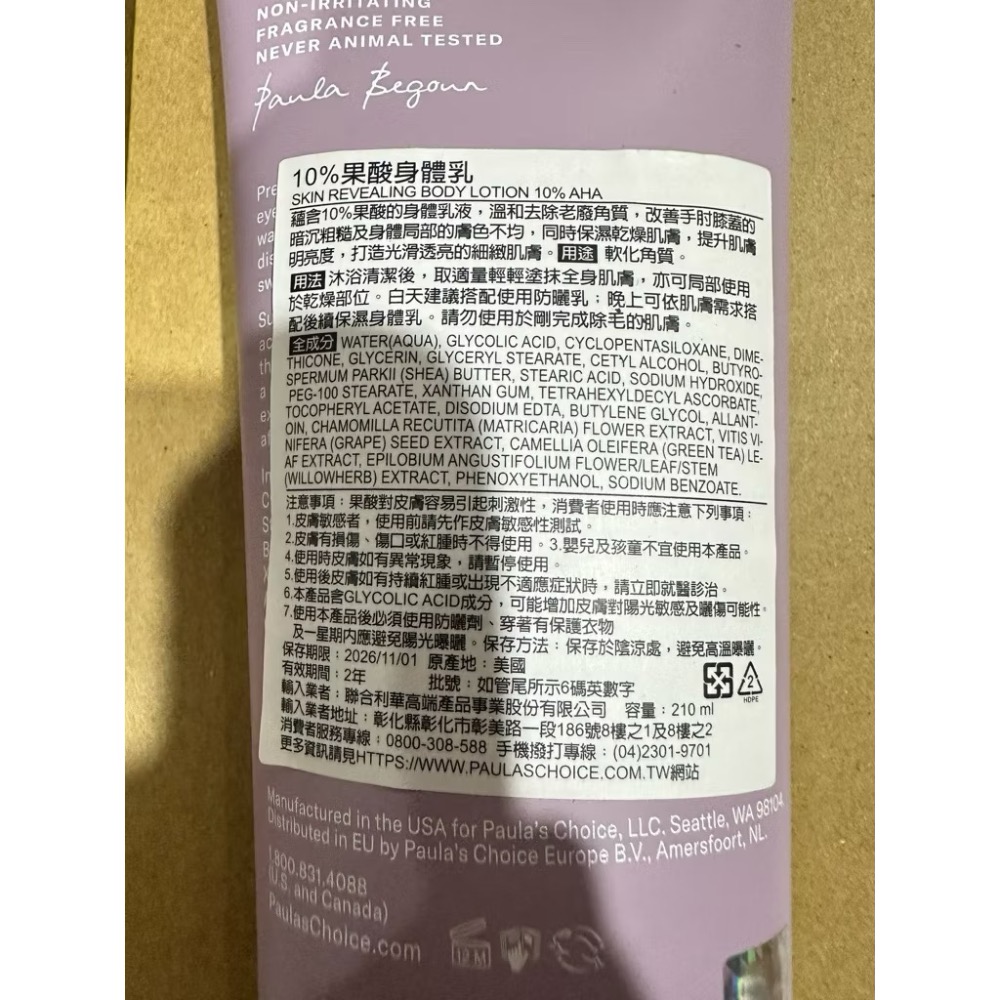 NON-IRRITATING
FRAGRANCE FREE
NEVER ANIMAL TESTED
Paula Begoun
10%果酸身體乳
SKIN REVEALING BODY LOTION 10% AHA
蘊含10%果酸的身體乳液，溫和去除老廢角質，改善手肘膝蓋的
暗沉粗糙及身體局部的膚色不均，同時保濕乾燥肌膚，提升肌膚
明亮度，打造光滑透亮的細緻肌膚。用途 軟化角質。
用法 沐浴清潔後，取適量輕輕塗抹全身肌膚，亦可局部使用
於乾燥部位。白天建議搭配使用防曬乳；晚上可依肌膚需求搭
配後續保濕身體乳。請勿使用於剛完成除毛的肌膚。
全成分 WATER(AQUA), GLYCOLIC ACID, CYCLOPENTASILOXANE, DIME-
THICONE, GLYCERIN, GLYCERYL STEARATE, CETYL ALCOHOL, BUTYRO-
SPERMUM PARKII (SHEA) BUTTER, STEARIC ACID, SODIUM HYDROXIDE,
PEG-100 STEARATE, XANTHAN GUM, TETRAHEXYLDECYL ASCORBATE,
TOCOPHERYL ACETATE, DISODIUM EDTA, BUTYLENE GLYCOL, ALLANT-
OIN, CHAMOMILLA RECUTITA (MATRICARIA) FLOWER EXTRACT, VITIS VI-
NIFERA (GRAPE) SEED EXTRACT, CAMELLIA OLEIFERA (GREEN TEA) LE-
AF EXTRACT, EPILOBIUM ANGUSTIFOLIUM FLOWER/LEAF/STEM
(WILLOWHERB) EXTRACT, PHENOXYETHANOL, SODIUM BENZOATE.
注意事項：果酸對皮膚容易引起刺激性，消費者使用時應注意下列事項：
1.皮膚敏感者，使用前請先作皮膚敏感性測試。
2.皮膚有損傷、傷口或紅腫時不得使用。3.嬰兒及孩童不宜使用本產品。
4.使用時皮膚如有異常現象，請暫停使用。
5.使用後皮膚如有持續紅腫或出現不適應症狀時，請立即就醫診治。
6.本產品含GLYCOLIC ACID成分，可能增加皮膚對陽光敏感及曬傷可能性。
7.使用本產品後必須使用防曬劑、穿著有保護衣物
及一星期內應避免陽光曝曬。保存方法：保存於陰涼處，避免高溫曝曬。
保存期限：2026/11/01 原產地：美國
有效期間：2年 批號：如管尾所示6碼英數字
輸入業者：聯合利華高端產品事業股份有限公司 容量：210 ml
輸入業者地址：彰化縣彰化市彰美路一段186號8樓之1及8樓之2
消費者服務專線：0800-308-588 手機撥打專線：(04)2301-9701
更多資訊請見HTTPS://WWW.PAULASCHOICE.COM.TW網站
2
HDPE
Manufactured in the USA for Paula's Choice, LLC. Seattle, WA 98104
Distributed in EU by Paula's Choice Europe B.V., Amersfoort, NL.
1.800.831.4088
(U.S. and Canada)
PaulasChoice.com
12 M